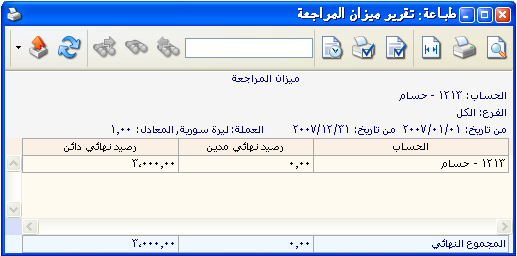 طباعة: تقرير ميزان المراجعة
ميزان المراجعة
الحساب: ١٢١٣ - حسام
الفرع: الكل
من تاريخ: ٢٠٠٧/٠١/٠١ من تاريخ: ٢٠٠٧/١٢/٣١ العملة: ليرة سورية, المعادل: ١,٠٠
الحساب رصيد نهائي مدين رصيد نهائي دائن
١٢١٣ - حسام ٠,٠٠ ٣,٠٠٠,٠٠
المجموع النهائي ٠,٠٠ ٣,٠٠٠,٠٠